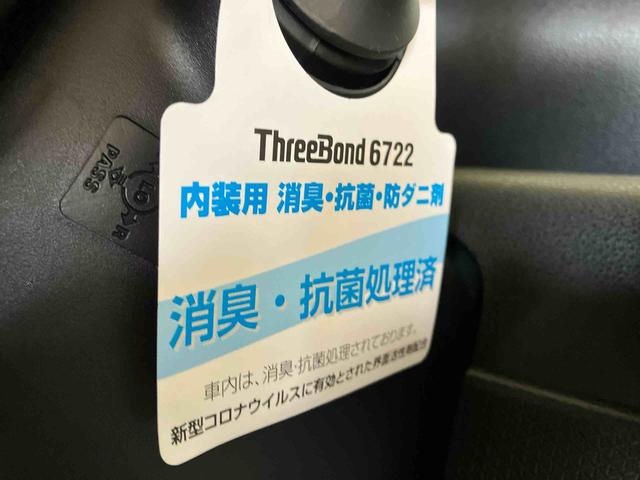 ThreeBond 6722
内装用 消臭・抗菌・防ダニ剤
消臭・抗菌処理済
車内は、消臭・抗菌処理されております。
新型コロナウイルスに有効とされた界面活性剤配合
PASS